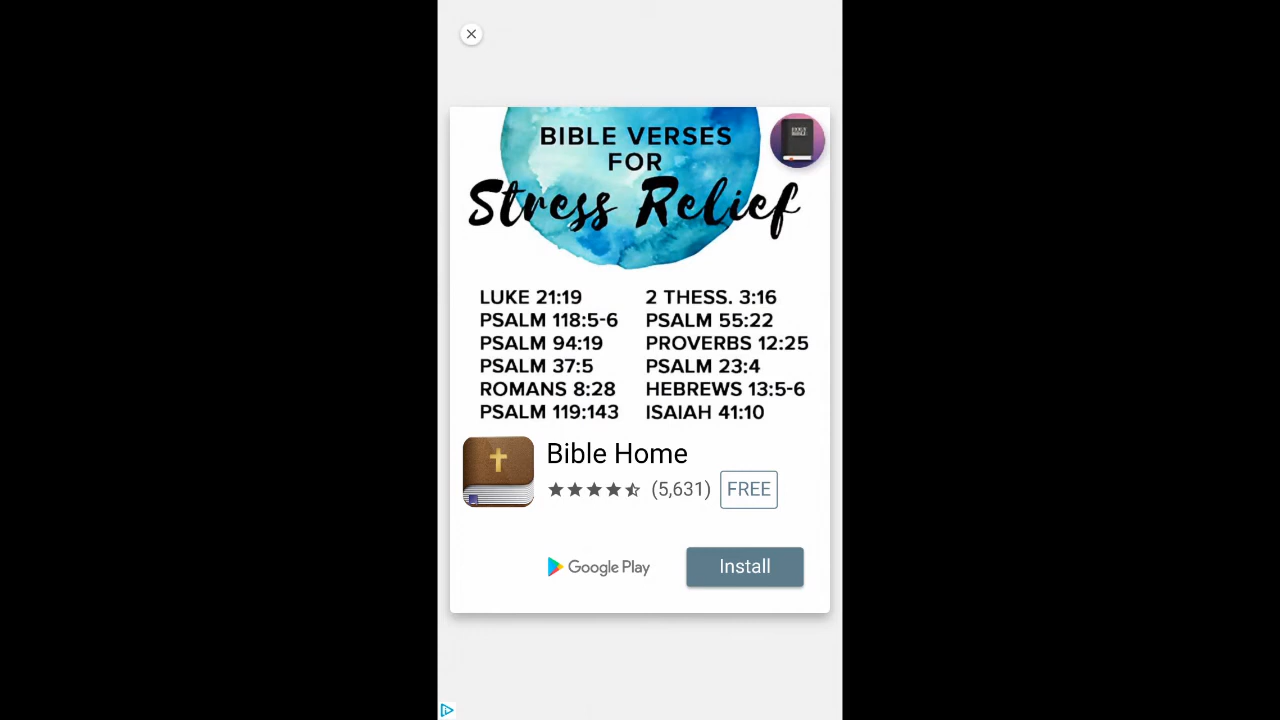 BIBLE VERSES
FOR
Stress Relief
HOLY
BIBLE
LUKE 21:19
PSALM 118:5-6
PSALM 94:19
PSALM 37:5
ROMANS 8:28
PSALM 119:143
2 THESS. 3:16
PSALM 55:22
PROVERBS 12:25
PSALM 23:4
HEBREWS 13:5-6
ISAIAH 41:10
Bible Home
(5,631) FREE
Google Play
Install